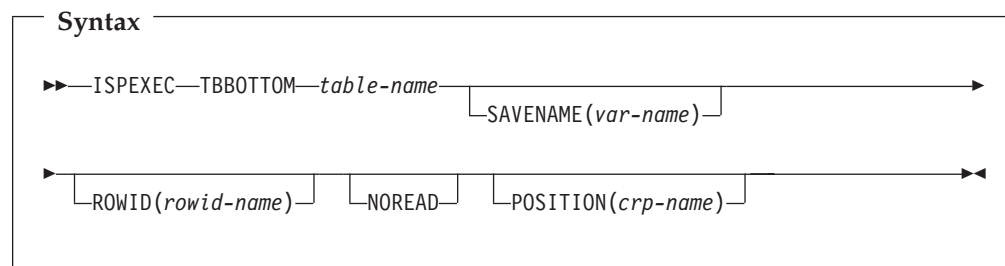 Syntax
ISPEXEC TBBOTTOM table-name
SAVENAME(var-name)
ROWID(rowid-name) NOREAD POSITION(crp-name)